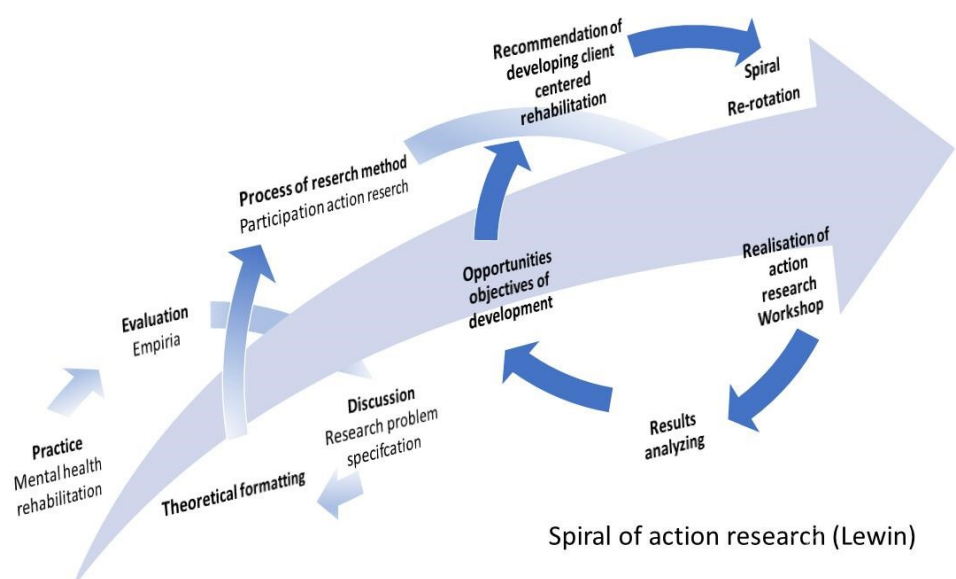 Practice
Mental health
rehabilitation
Evaluation
Empiria
Discussion
Research problem
specifcation
Theoretical formatting
Process of reserch method
Participation action reserch
Realisation of
action
research
Workshop
Results
analyzing
Opportunities
objectives of
development
Recommendation of
developing client
centered
rehabilitation
Spiral
Re-rotation
Spiral of action research (Lewin)